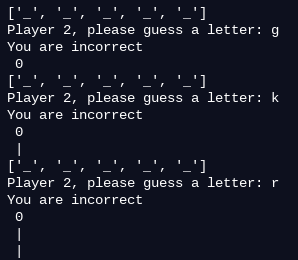 ['_', '_', '_', '_', '_']
Player 2, please guess a letter: g
You are incorrect
 0
['_', '_', '_', '_', '_']
Player 2, please guess a letter: k
You are incorrect
 0
 |
['_', '_', '_', '_', '_']
Player 2, please guess a letter: r
You are incorrect
 0
 |
 |